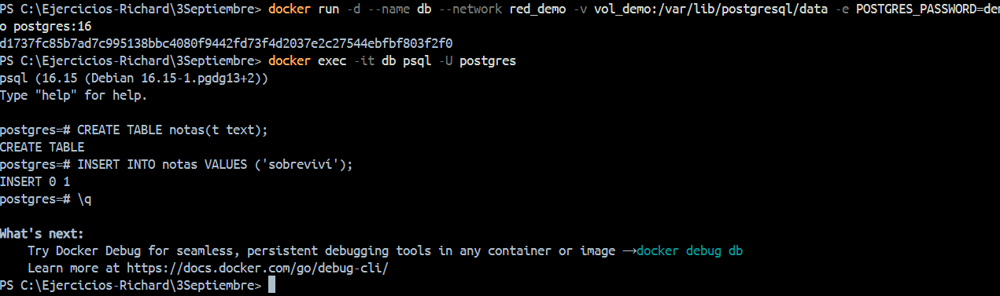 PS C:\Ejercicios-Richard\3Septiembre> docker run -d --name db --network red_demo -v vol_demo:/var/lib/postgresql/data -e POSTGRES_PASSWORD=dem
o postgres:16
d1737fc85b7ad7c995138bbc4080f9442fd73f4d2037e2c27544ebfbf803f2f0
PS C:\Ejercicios-Richard\3Septiembre> docker exec -it db psql -U postgres
psql (16.15 (Debian 16.15-1.pgdg13+2))
Type "help" for help.
postgres=# CREATE TABLE notas(t text);
CREATE TABLE
postgres=# INSERT INTO notas VALUES ('sobreviví');
INSERT 0 1
postgres=# \q
What's next:
Try Docker Debug for seamless, persistent debugging tools in any container or image → docker debug db
Learn more at https://docs.docker.com/go/debug-cli/
PS C:\Ejercicios-Richard\3Septiembre>